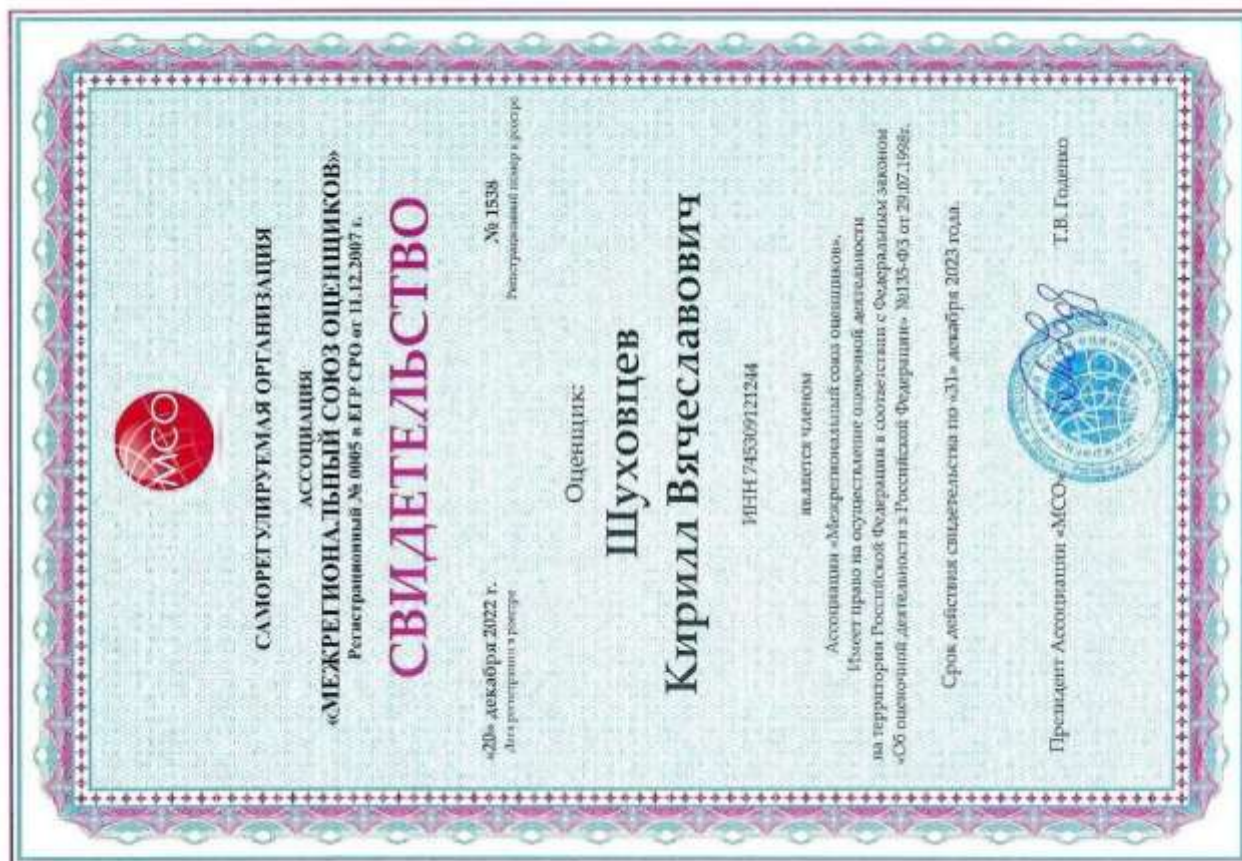 МСО
САМОРЕГУЛИРУЕМАЯ ОРГАНИЗАЦИЯ
АССОЦИАЦИЯ
«МЕЖРЕГИОНАЛЬНЫЙ СОЮЗ ОЦЕНЩИКОВ»
Регистрационный № 0005 в ЕГР СРО от 11.12.2007 г.
СВИДЕТЕЛЬСТВО
«20» декабря 2022 г. № 1538
Дата регистрации в реестре Регистрационный номер в реестре
Оценщик:
Шуховцев
Кирилл Вячеславович
ИНН 745309121244
является членом
Ассоциации «Межрегиональный союз оценщиков».
Имеет право на осуществление оценочной деятельности
на территории Российской Федерации в соответствии с Федеральным законом
«Об оценочной деятельности в Российской Федерации» №135-ФЗ от 29.07.1998г.
Срок действия свидетельства по «31» декабря 2023 года.
Президент Ассоциации «МСО» Т.В. Годенко